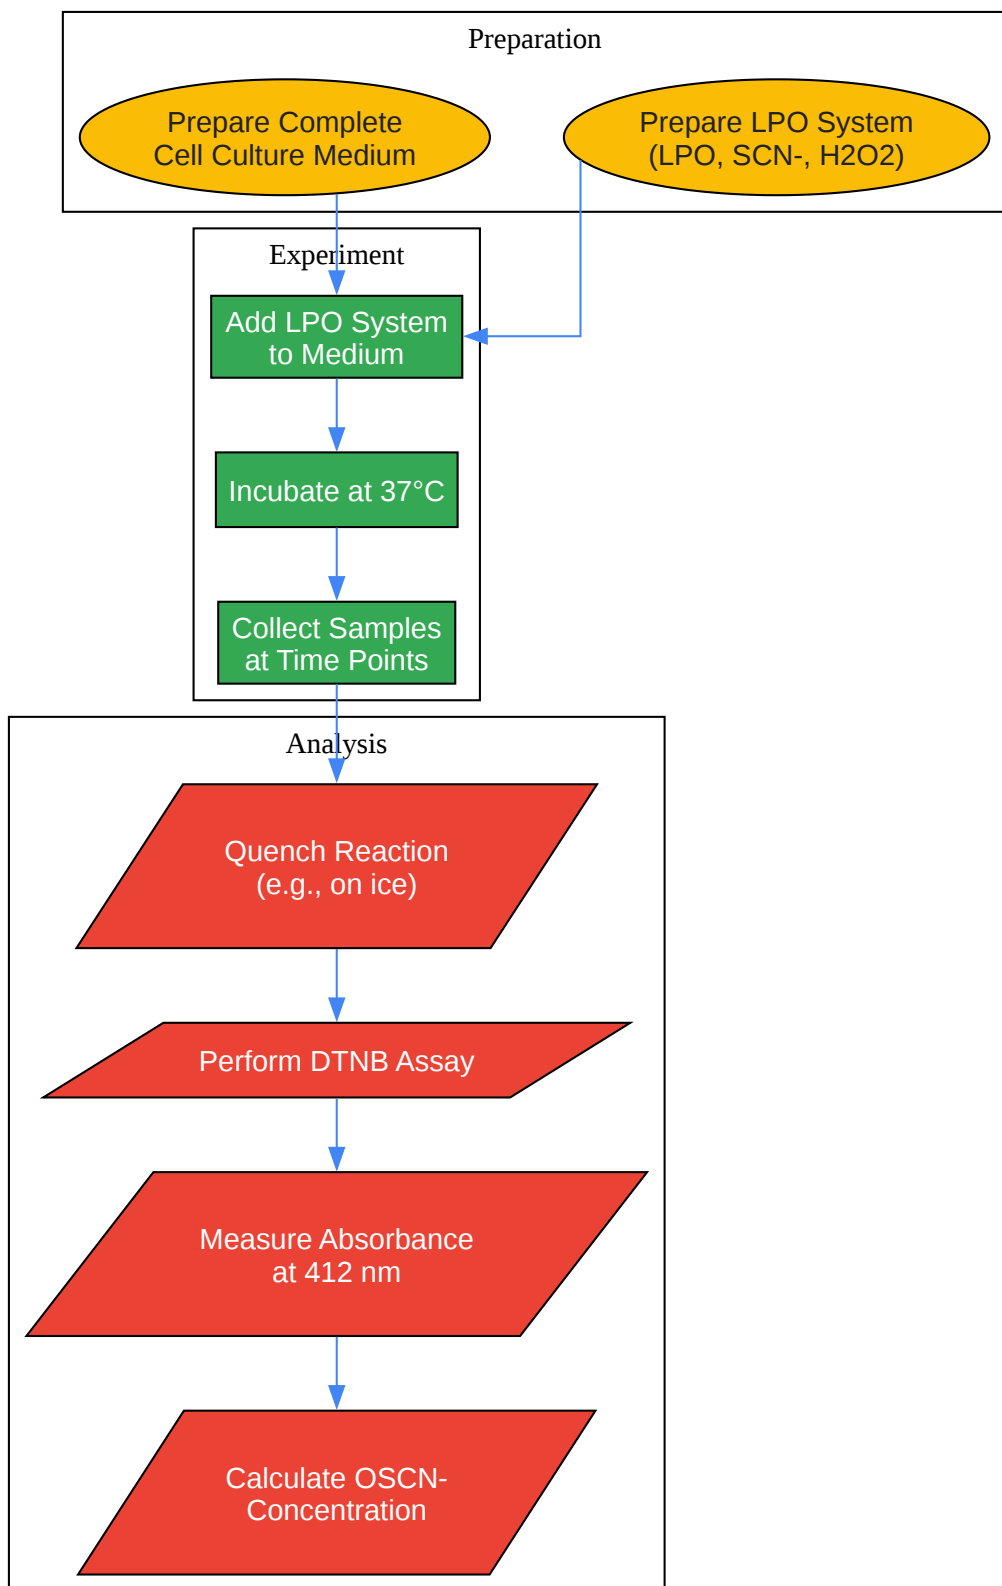 Preparation
Prepare Complete
Cell Culture Medium
Prepare LPO System
(LPO, SCN-, H2O2)
Experiment
Add LPO System
to Medium
Incubate at 37°C
Collect Samples
at Time Points
Analysis
Quench Reaction
(e.g., on ice)
Perform DTNB Assay
Measure Absorbance
at 412 nm
Calculate OSCN-
Concentration